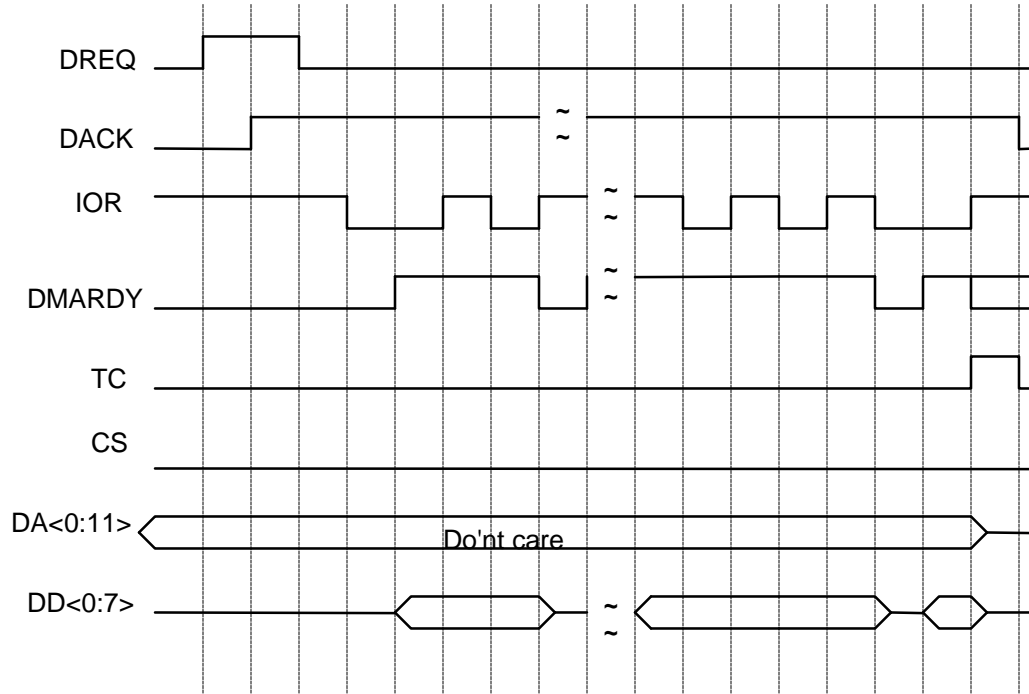 DREQ
DACK
IOR
DMARDY
TC
CS
DA<0:11>
Do'nt care
DD<0:7>